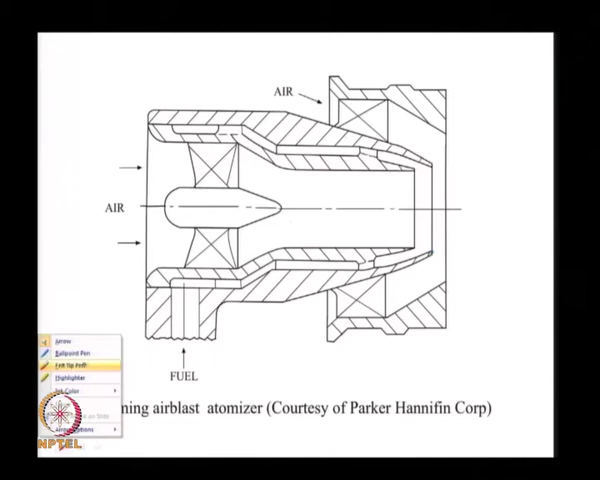 AIR
AIR
FUEL
ming airblast atomizer (Courtesy of Parker Hannifin Corp)
Arrow
Ballpoint Pen
Felt Tip Pen
Highlighter
Ink Color
NPTEL